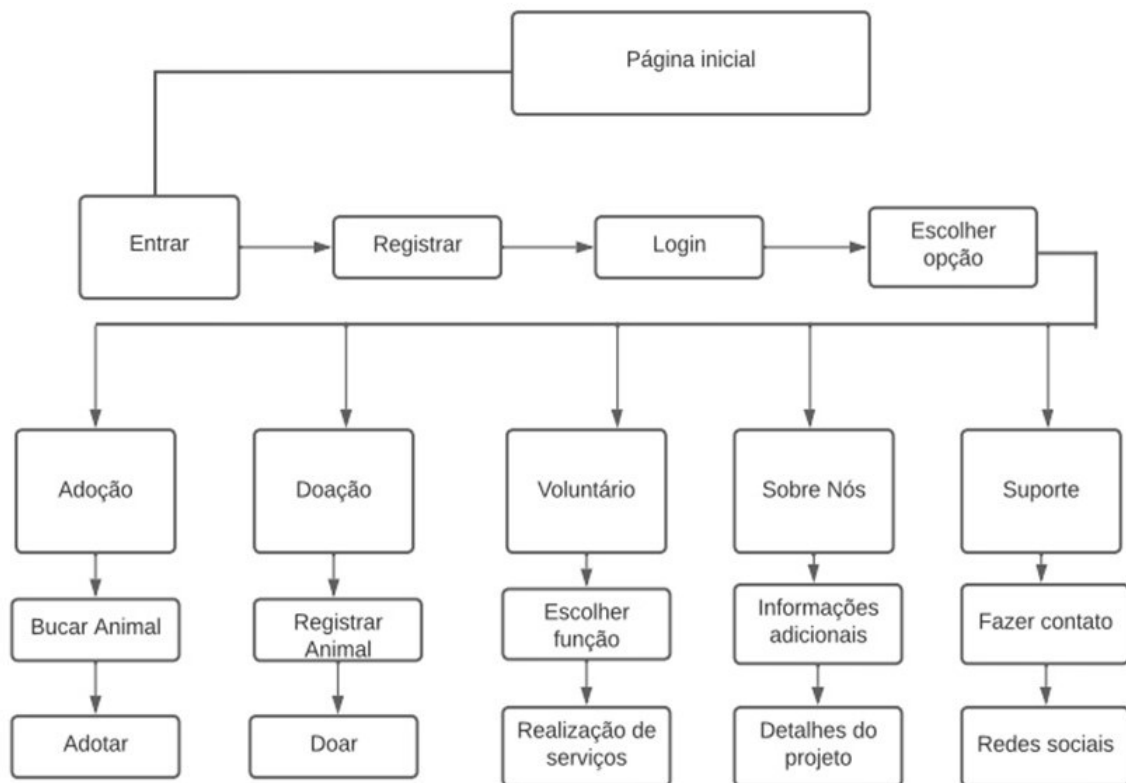 Página inicial
Entrar
Registrar
Login
Escolher
opção
Adoção
Doação
Voluntário
Sobre Nós
Suporte
Bucar Animal
Registrar
Animal
Escolher
função
Informações
adicionais
Fazer contato
Adotar
Doar
Realização de
serviços
Detalhes do
projeto
Redes sociais